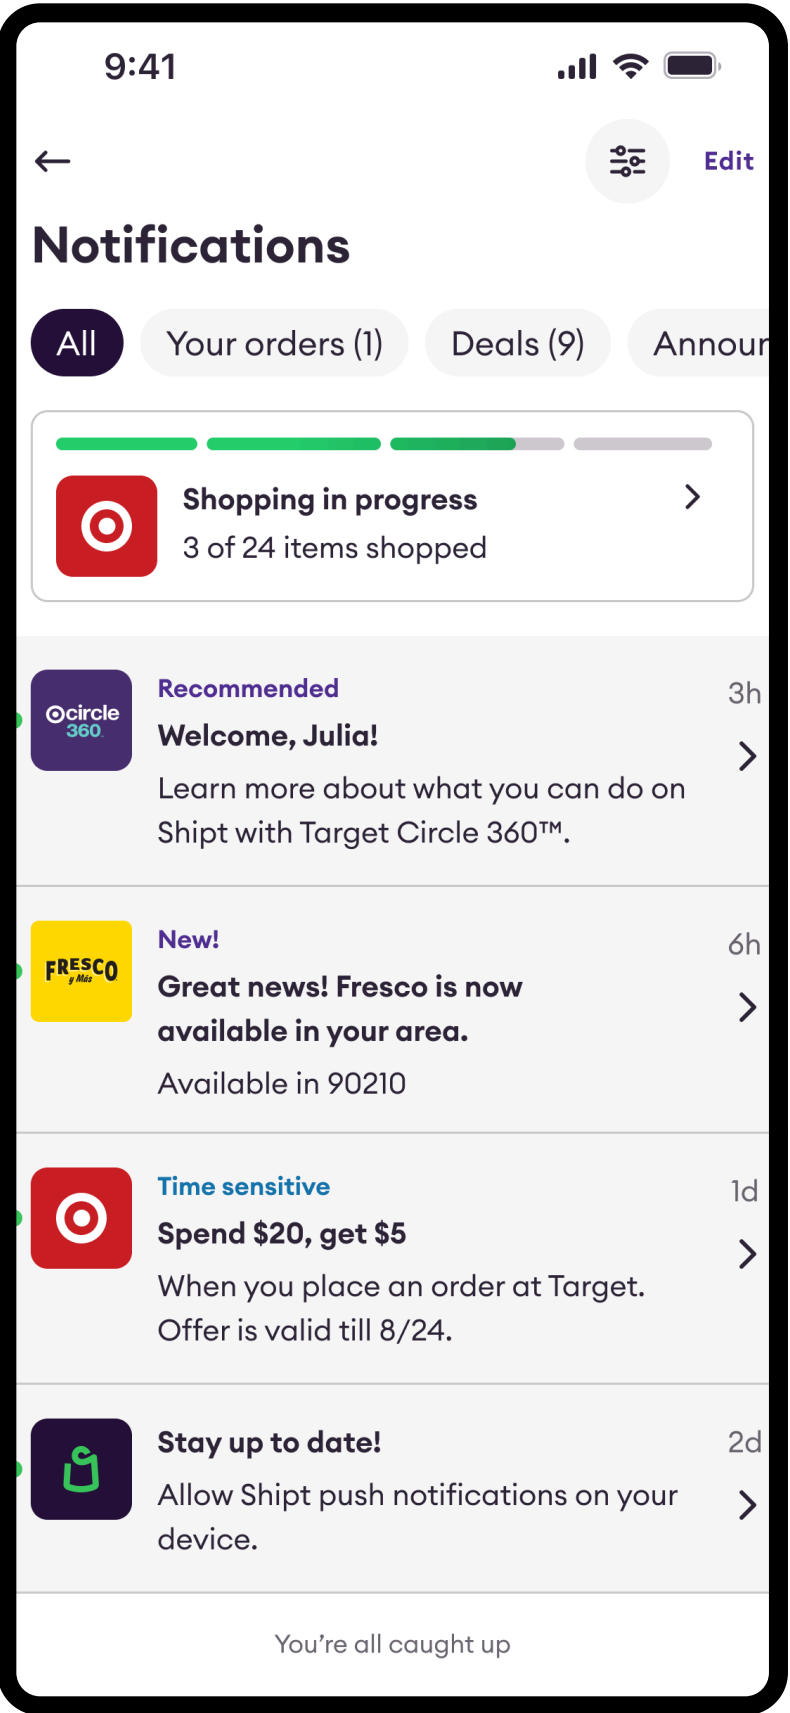 9:41
Edit
Notifications
All
Your orders (1)
Deals (9)
Announ
Shopping in progress
3 of 24 items shopped
circle
360
Recommended
3h
Welcome, Julia!
Learn more about what you can do on
Shipt with Target Circle 360™.
FRESCO
y Más
New!
6h
Great news! Fresco is now
available in your area.
Available in 90210
Time sensitive
1d
Spend $20, get $5
When you place an order at Target.
Offer is valid till 8/24.
Stay up to date!
2d
Allow Shipt push notifications on your
device.
You’re all caught up